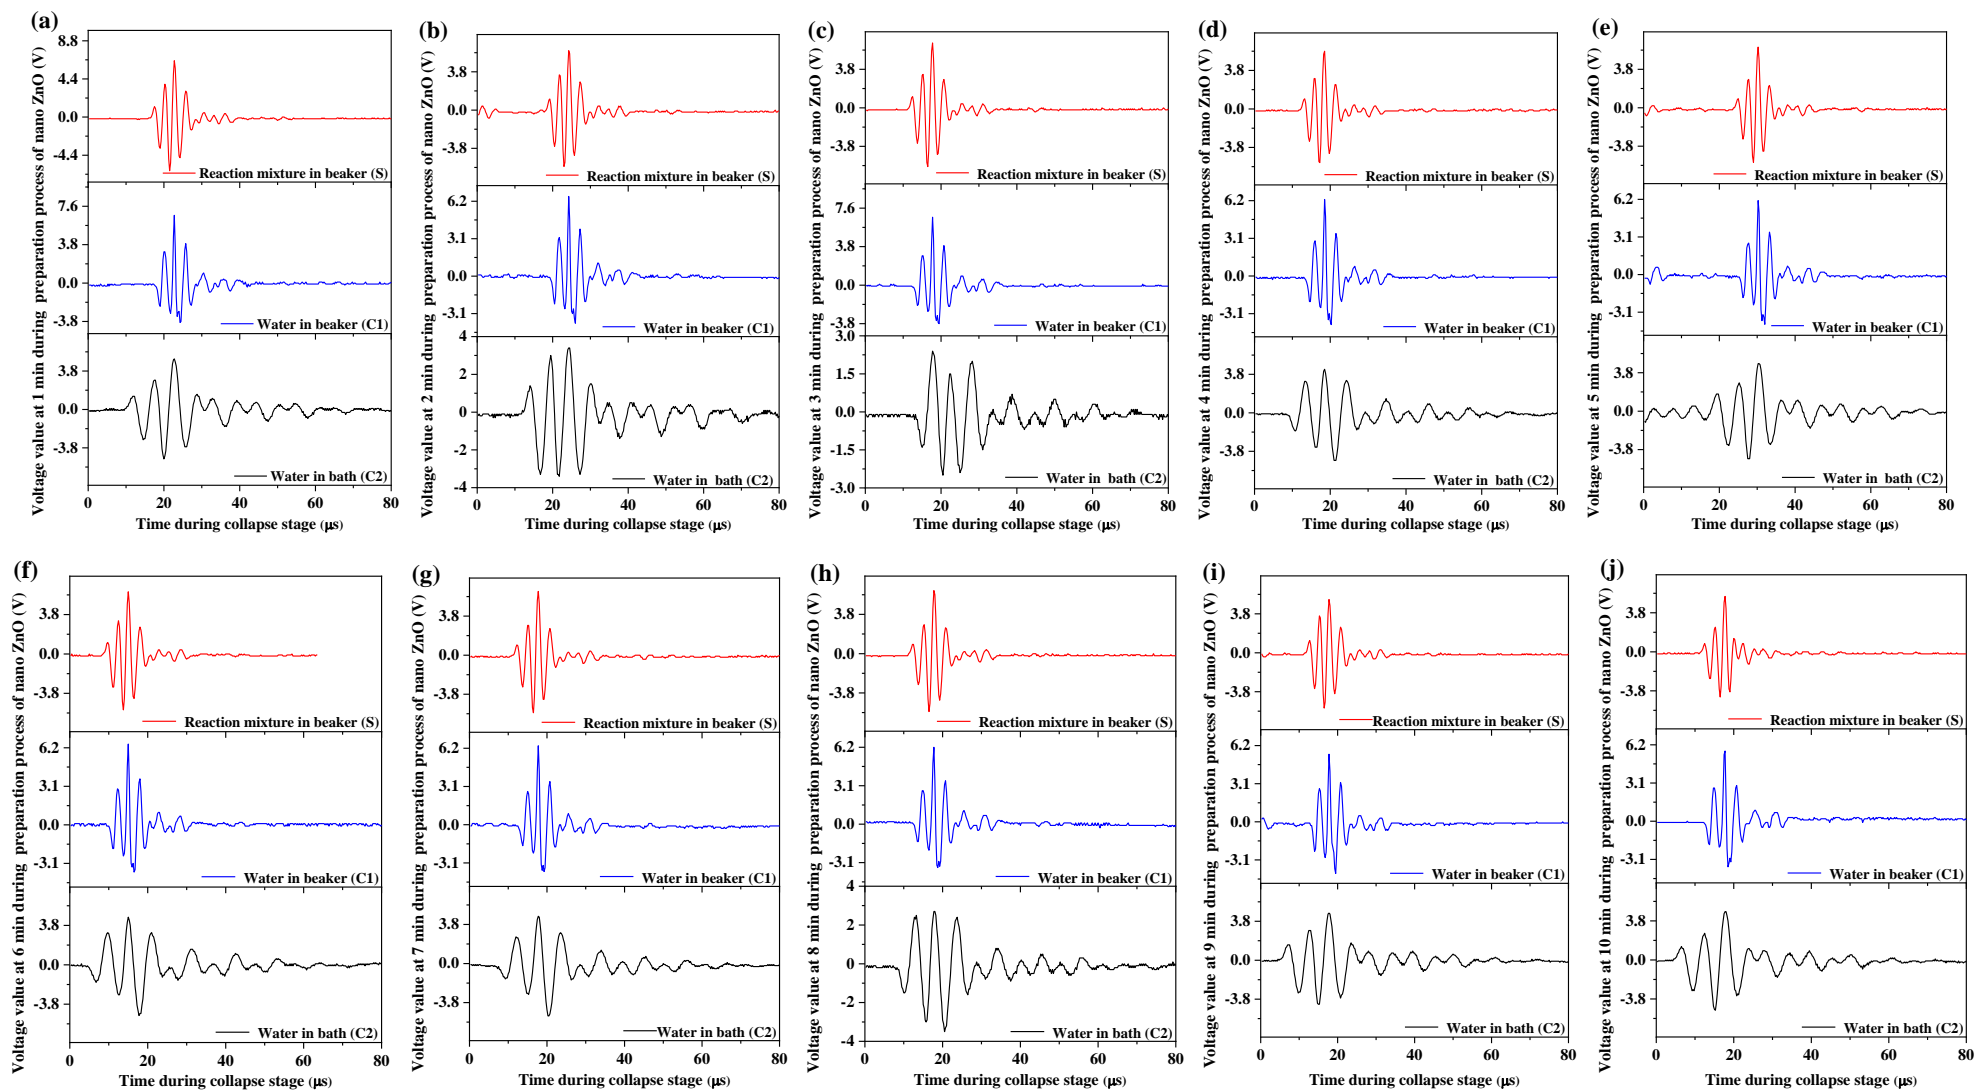 (a)
Voltage value at 1 min during preparation process of nano ZnO (V)
8.8
4.4
0.0
-4.4
Reaction mixture in beaker (S)
7.6
3.8
0.0
-3.8
Water in beaker (C1)
3.8
0.0
-3.8
Water in bath (C2)
0 20 40 60 80
Time during collapse stage (μs)
(b)
Voltage value at 2 min during preparation process of nano ZnO (V)
3.8
0.0
-3.8
Reaction mixture in beaker (S)
6.2
3.1
0.0
-3.1
Water in beaker (C1)
4
2
0
-2
-4
Water in bath (C2)
0 20 40 60 80
Time during collapse stage (μs)
(c)
Voltage value at 3 min during preparation process of nano ZnO (V)
3.8
0.0
-3.8
Reaction mixture in beaker (S)
7.6
3.8
0.0
-3.8
Water in beaker (C1)
3.0
1.5
0.0
-1.5
-3.0
Water in bath (C2)
0 20 40 60 80
Time during collapse stage (μs)
(d)
Voltage value at 4 min during preparation process of nano ZnO (V)
3.8
0.0
-3.8
Reaction mixture in beaker (S)
6.2
3.1
0.0
-3.1
Water in beaker (C1)
3.8
0.0
-3.8
Water in bath (C2)
0 20 40 60 80
Time during collapse stage (μs)
(e)
Voltage value at 5 min during preparation process of nano ZnO (V)
3.8
0.0
-3.8
Reaction mixture in beaker (S)
6.2
3.1
0.0
-3.1
Water in beaker (C1)
3.8
0.0
-3.8
Water in bath (C2)
0 20 40 60 80
Time during collapse stage (μs)
(f)
Voltage value at 6 min during preparation process of nano ZnO (V)
3.8
0.0
-3.8
Reaction mixture in beaker (S)
6.2
3.1
0.0
-3.1
Water in beaker (C1)
3.8
0.0
-3.8
Water in bath (C2)
0 20 40 60 80
Time during collapse stage (μs)
(g)
Voltage value at 7 min during preparation process of nano ZnO (V)
3.8
0.0
-3.8
Reaction mixture in beaker (S)
6.2
3.1
0.0
-3.1
Water in beaker (C1)
3.8
0.0
-3.8
Water in bath (C2)
0 20 40 60 80
Time during collapse stage (μs)
(h)
Voltage value at 8 min during preparation process of nano ZnO (V)
3.8
0.0
-3.8
Reaction mixture in beaker (S)
6.2
3.1
0.0
-3.1
Water in beaker (C1)
4
2
0
-2
-4
Water in bath (C2)
0 20 40 60 80
Time during collapse stage (μs)
(i)
Voltage value at 9 min during preparation process of nano ZnO (V)
3.8
0.0
-3.8
Reaction mixture in beaker (S)
6.2
3.1
0.0
-3.1
Water in beaker (C1)
3.8
0.0
-3.8
Water in bath (C2)
0 20 40 60 80
Time during collapse stage (μs)
(j)
Voltage value at 10 min during preparation process of nano ZnO (V)
3.8
0.0
-3.8
Reaction mixture in beaker (S)
6.2
3.1
0.0
-3.1
Water in beaker (C1)
3.8
0.0
-3.8
Water in bath (C2)
0 20 40 60 80
Time during collapse stage (μs)